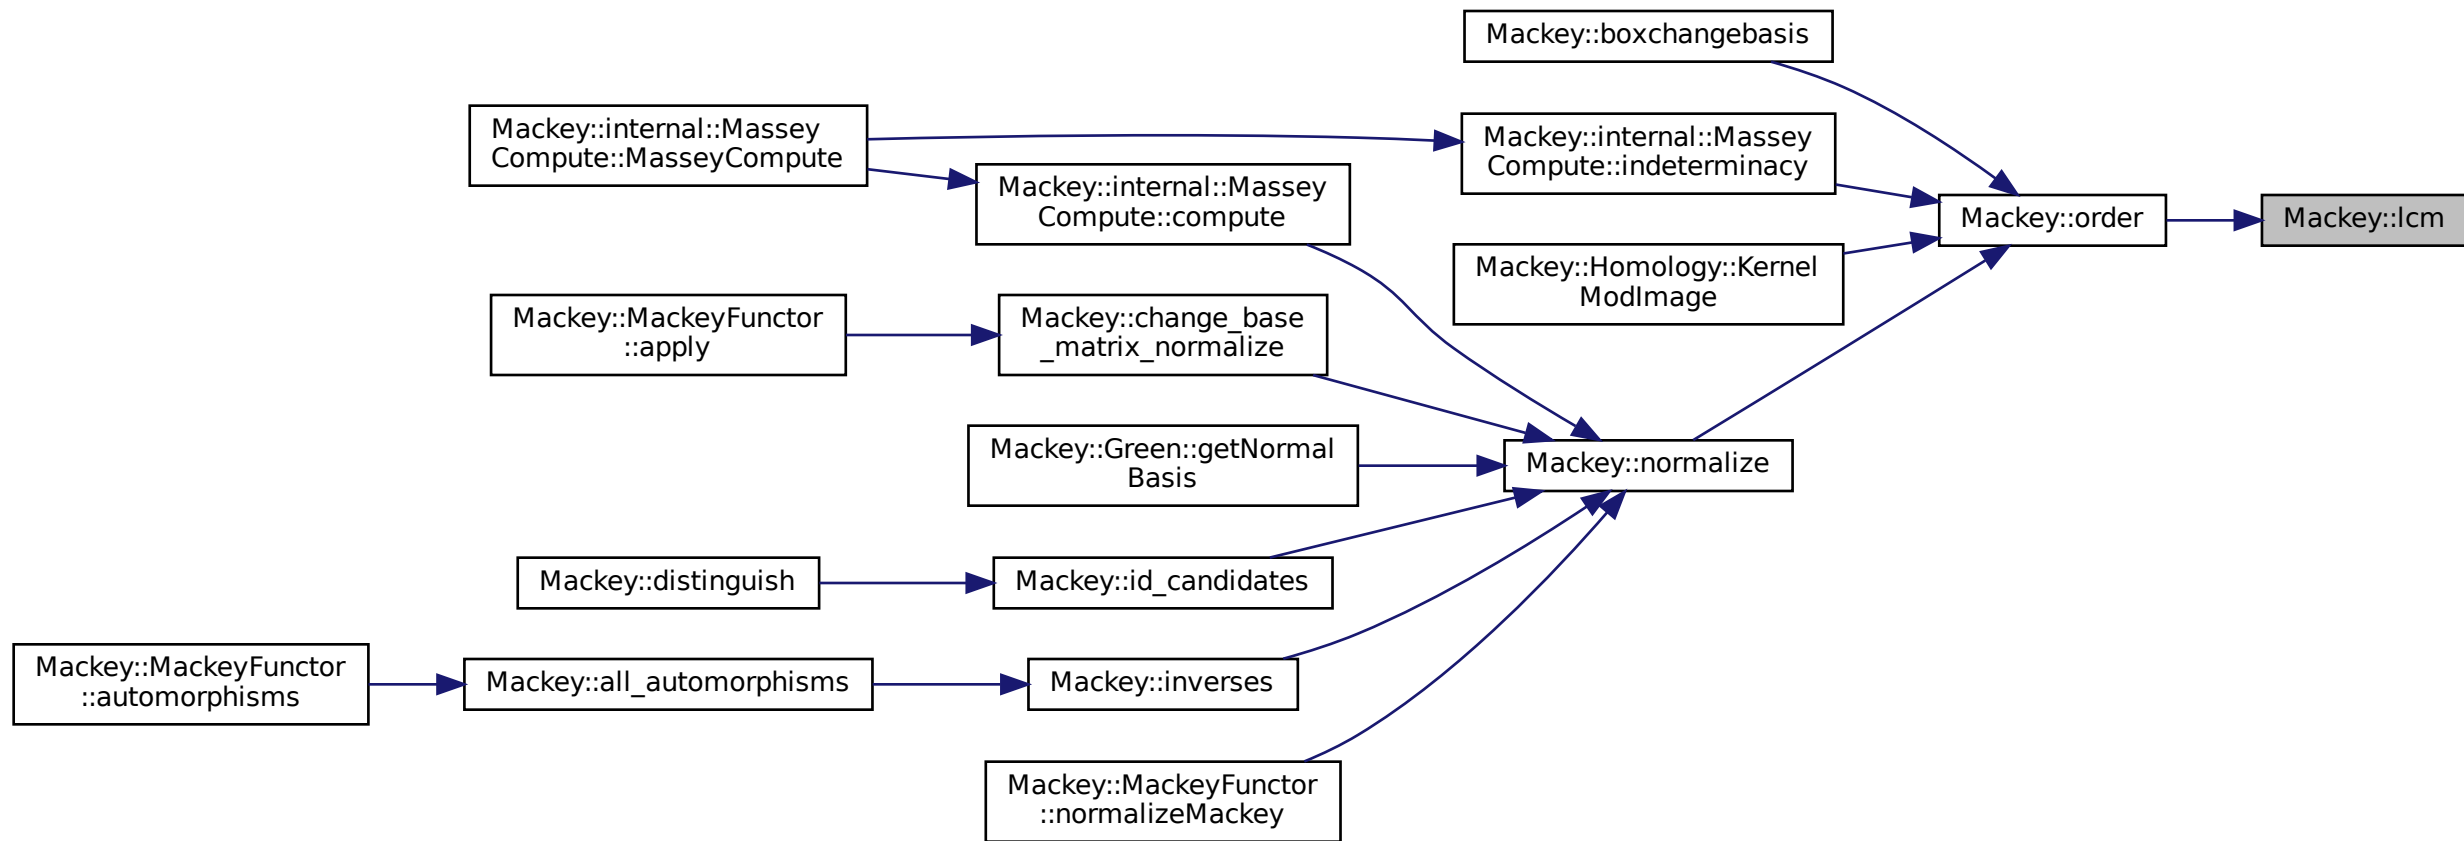 Mackey::boxchangebasis
Mackey::internal::Massey
Compute::MasseyCompute
Mackey::internal::Massey
Compute::indeterminacy
Mackey::internal::Massey
Compute::compute
Mackey::order
Mackey::lcm
Mackey::Homology::Kernel
ModImage
Mackey::MackeyFunctor
::apply
Mackey::change_base
_matrix_normalize
Mackey::Green::getNormal
Basis
Mackey::normalize
Mackey::distinguish
Mackey::id_candidates
Mackey::MackeyFunctor
::automorphisms
Mackey::all_automorphisms
Mackey::inverses
Mackey::MackeyFunctor
::normalizeMackey